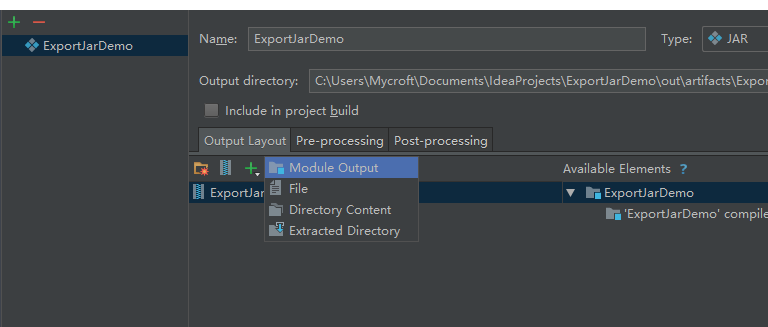 Name: ExportJarDemo Type: JAR
ExportJarDemo
Output directory: C:\Users\Mycroft\Documents\IdeaProjects\ExportJarDemo\out\artifacts\Expor
Include in project build
Output Layout Pre-processing Post-processing
Module Output Available Elements ?
File
ExportJar ExportJarDemo
Directory Content
'ExportJarDemo' compile
Extracted Directory